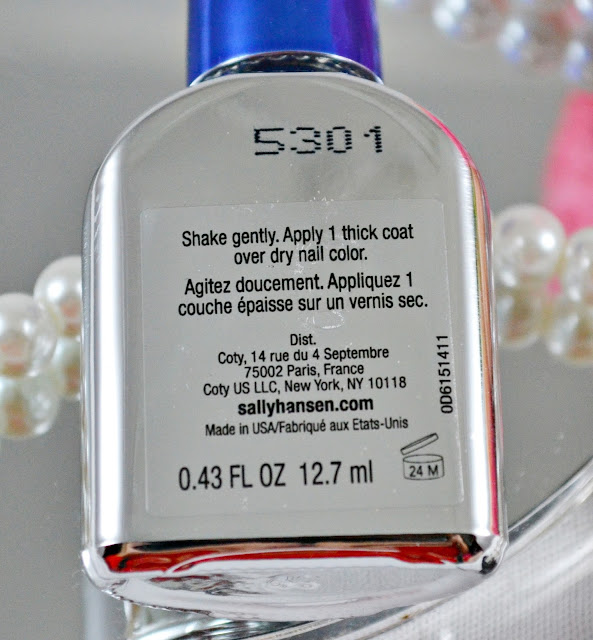 5301
Shake gently. Apply 1 thick coat
over dry nail color.
Agitez doucement. Appliquez 1
couche épaisse sur un vernis sec.
Dist.
Coty, 14 rue du 4 Septembre
75002 Paris, France
Coty US LLC, New York, NY 10118
sallyhansen.com
Made in USA/Fabriqué aux Etats-Unis
0.43 FL OZ 12.7 ml
24 M
0D6151411